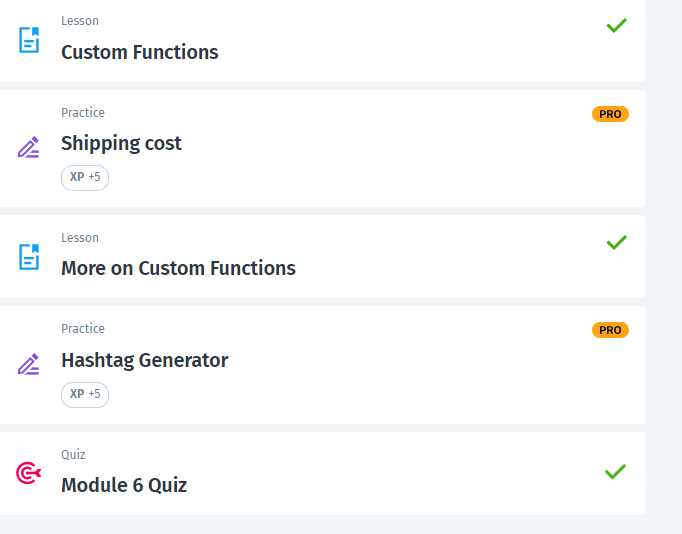 Lesson
Custom Functions
Practice
PRO
Shipping cost
XP +5
Lesson
More on Custom Functions
Practice
PRO
Hashtag Generator
XP +5
Quiz
Module 6 Quiz